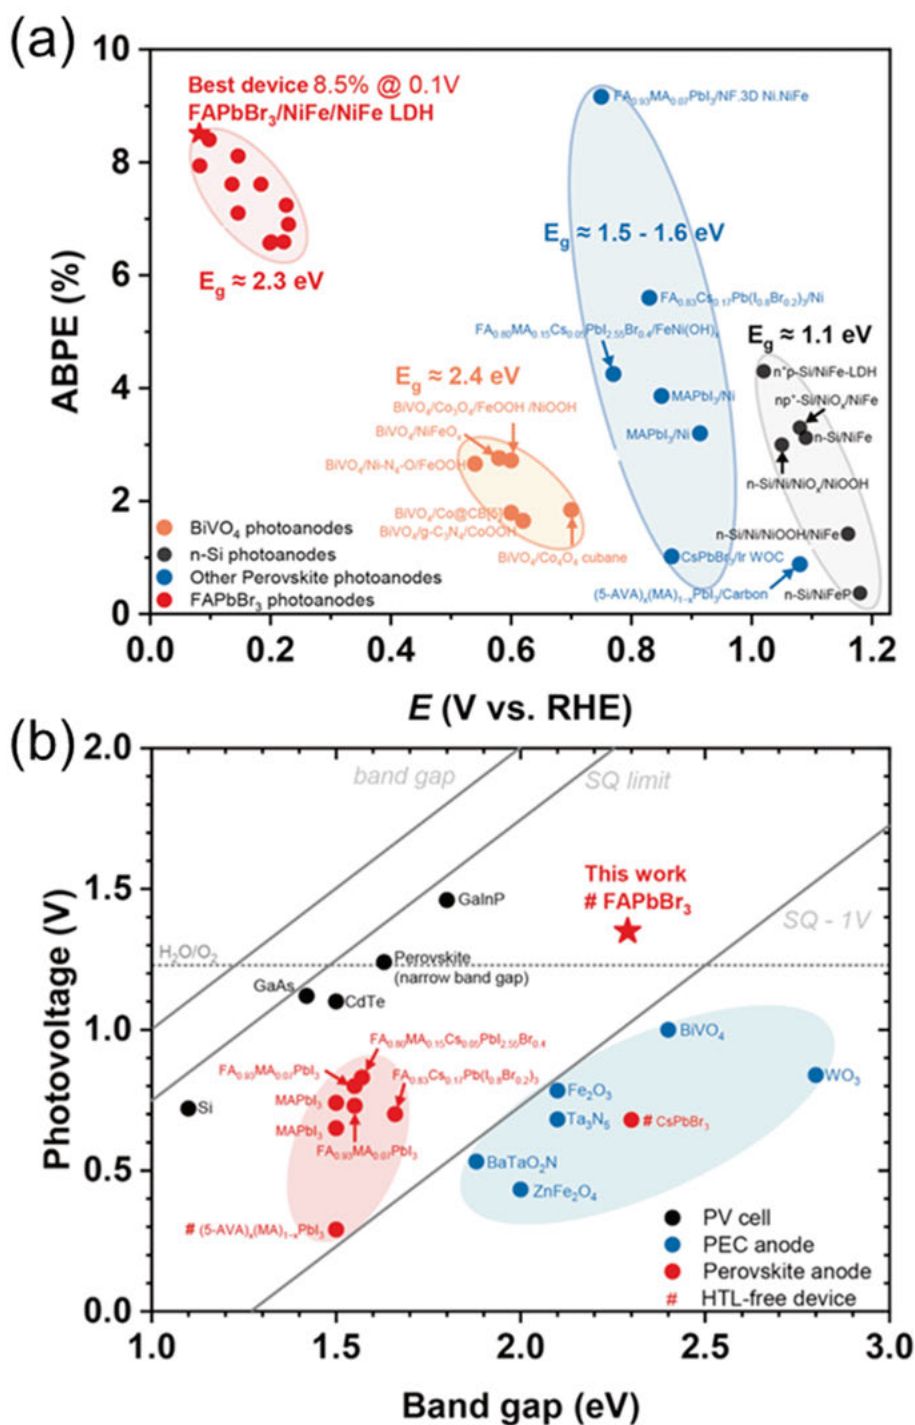 (a)
10
8
6
4
2
0
ABPE (%)
Best device 8.5% @ 0.1V
FAPbBr₃/NiFe/NiFe LDH
E_g ≈ 2.3 eV
FA₀.₉₃MA₀.₀₇PbI₃/NF.3D Ni.NiFe
E_g ≈ 1.5 - 1.6 eV
FA₀.₈₃Cs₀.₁₇Pb(I₀.₈Br₀.₂)₃/Ni
FA₀.₈₀MA₀.₁₅Cs₀.₀₅PbI₂.₅₅Br₀.₄/FeNi(OH)ₓ
MAPbI₃/Ni
MAPbI₃/Ni
CsPbBr₃/Ir WOC
(5-AVA)ₓ(MA)₁₋ₓPbI₃/Carbon
E_g ≈ 1.1 eV
n⁺p-Si/NiFe-LDH
np⁺-Si/NiOₓ/NiFe
n-Si/NiFe
n-Si/Ni/NiOₓ/NiOOH
n-Si/Ni/NiOOH/NiFe
n-Si/NiFeP
E_g ≈ 2.4 eV
BiVO₄/Co₃O₄/FeOOH /NiOOH
BiVO₄/NiFeOₓ
BiVO₄/Ni-N₄-O/FeOOH
BiVO₄/Co@CB[5]
BiVO₄/g-C₃N₄/CoOOH
BiVO₄/Co₄O₄ cubane
BiVO₄ photoanodes
n-Si photoanodes
Other Perovskite photoanodes
FAPbBr₃ photoanodes
0.0 0.2 0.4 0.6 0.8 1.0 1.2
E (V vs. RHE)
(b)
2.0
1.5
1.0
0.5
0.0
Photovoltage (V)
band gap
SQ limit
SQ - 1V
This work
# FAPbBr₃
GaInP
H₂O/O₂
Perovskite
(narrow band gap)
GaAs
CdTe
Si
FA₀.₈₀MA₀.₁₅Cs₀.₀₅PbI₂.₅₅Br₀.₄
FA₀.₉₃MA₀.₀₇PbI₃
FA₀.₈₃Cs₀.₁₇Pb(I₀.₈Br₀.₂)₃
MAPbI₃
MAPbI₃
FA₀.₉₃MA₀.₀₇PbI₃
# (5-AVA)ₓ(MA)₁₋ₓPbI₃
BiVO₄
WO₃
Fe₂O₃
Ta₃N₅
# CsPbBr₃
BaTaO₂N
ZnFe₂O₄
PV cell
PEC anode
Perovskite anode
# HTL-free device
1.0 1.5 2.0 2.5 3.0
Band gap (eV)